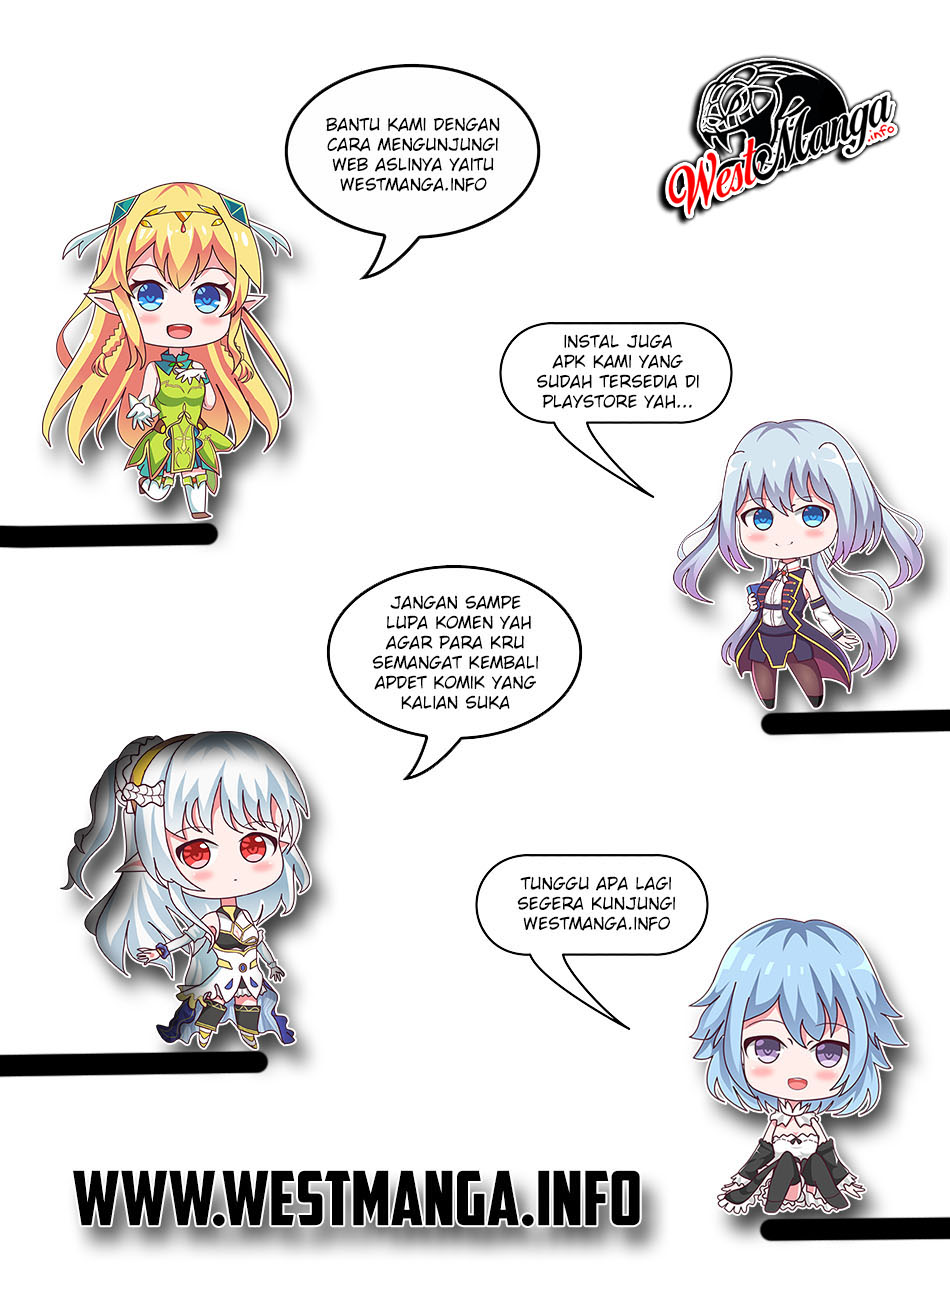 BANTU KAMI DENGAN
CARA MENGUNJUNGI
WEB ASLINYA YAITU
WESTMANGA.INFO
WestManga.info
INSTAL JUGA
APK KAMI YANG
SUDAH TERSEDIA DI
PLAYSTORE YAH...
JANGAN SAMPE
LUPA KOMEN YAH
AGAR PARA KRU
SEMANGAT KEMBALI
APDET KOMIK YANG
KALIAN SUKA
TUNGGU APA LAGI
SEGERA KUNJUNGI
WESTMANGA.INFO
WWW.WESTMANGA.INFO